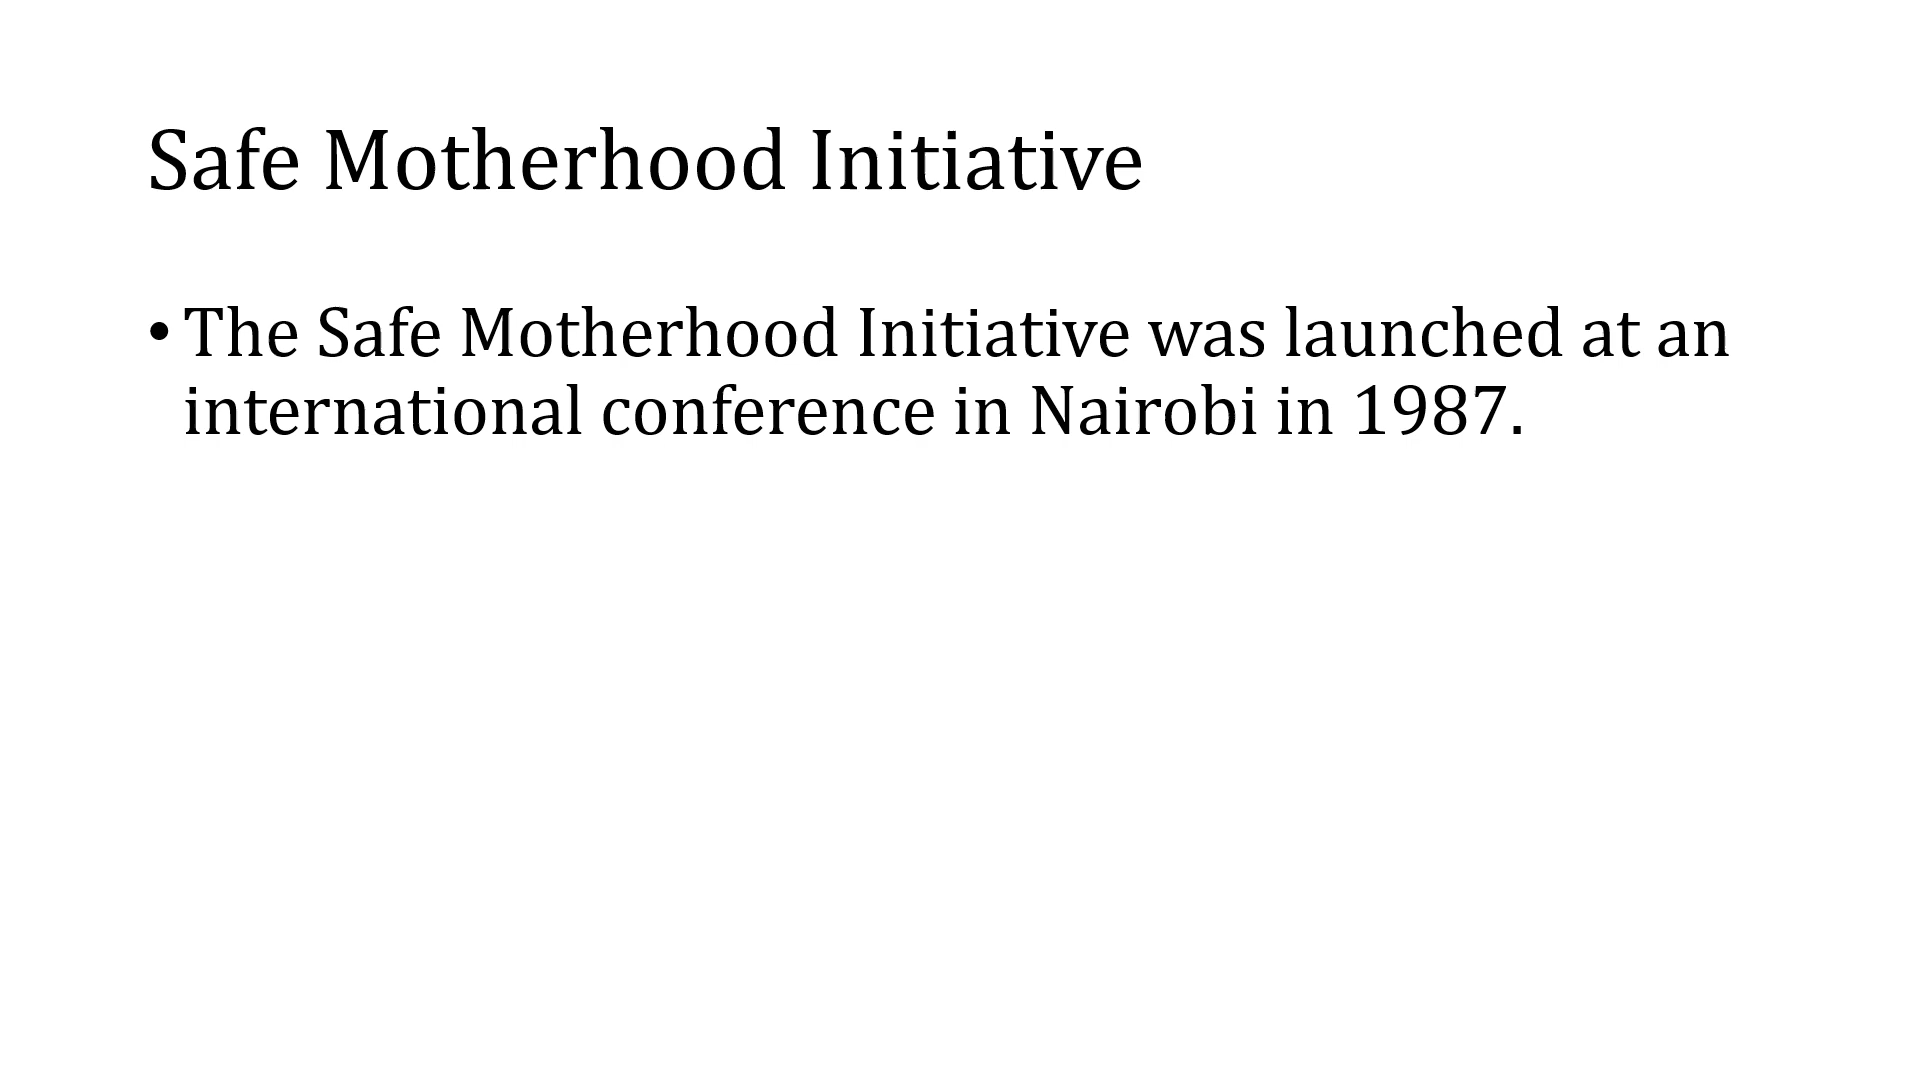 Safe Motherhood Initiative
• The Safe Motherhood Initiative was launched at an
international conference in Nairobi in 1987.